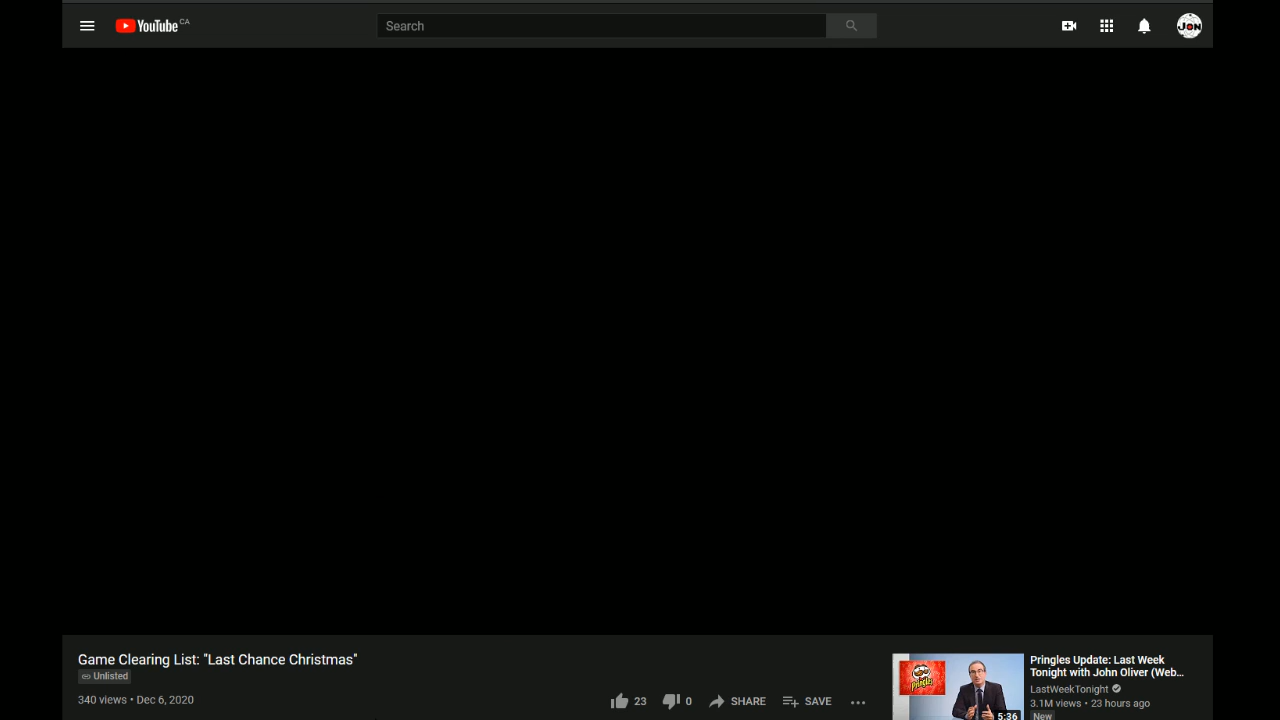 YouTube CA
Search
JON
Game Clearing List: "Last Chance Christmas"
Unlisted
340 views • Dec 6, 2020
23
0
SHARE
SAVE
Pringles
5:36
Pringles Update: Last Week
Tonight with John Oliver (Web...
LastWeekTonight
3.1M views • 23 hours ago
New